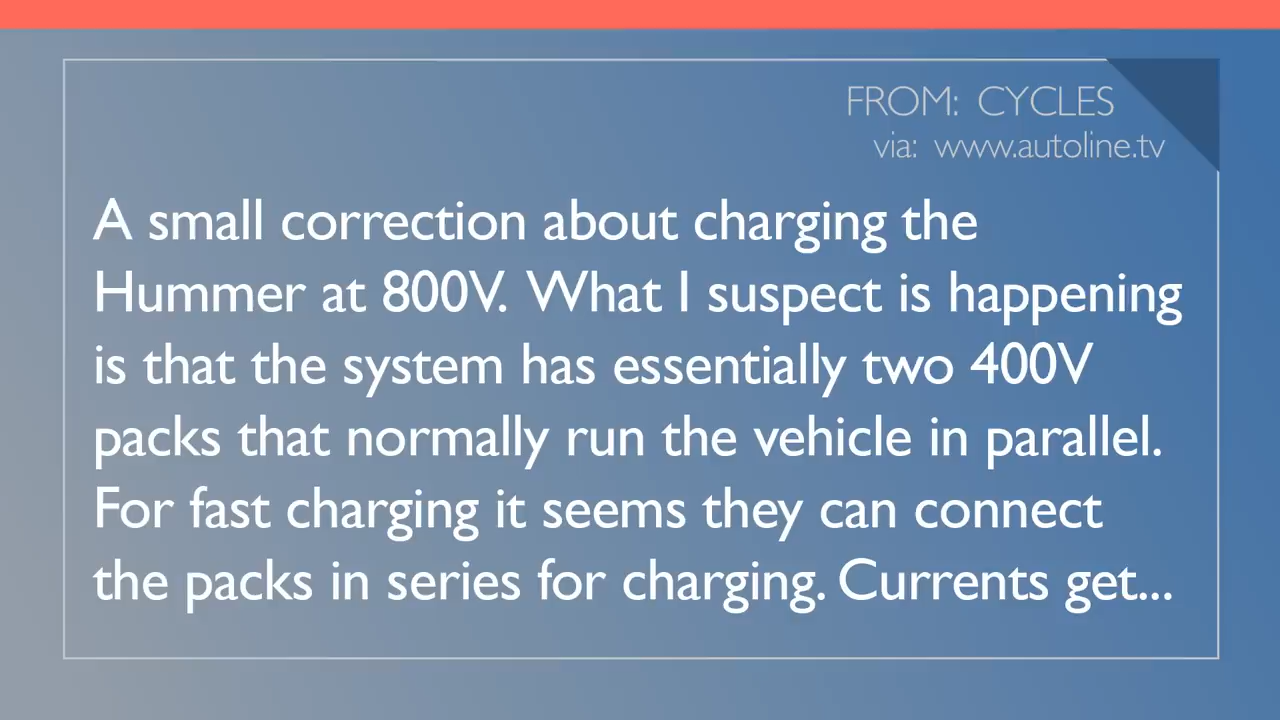 FROM: CYCLES
via: www.autoline.tv
A small correction about charging the
Hummer at 800V. What I suspect is happening
is that the system has essentially two 400V
packs that normally run the vehicle in parallel.
For fast charging it seems they can connect
the packs in series for charging. Currents get...